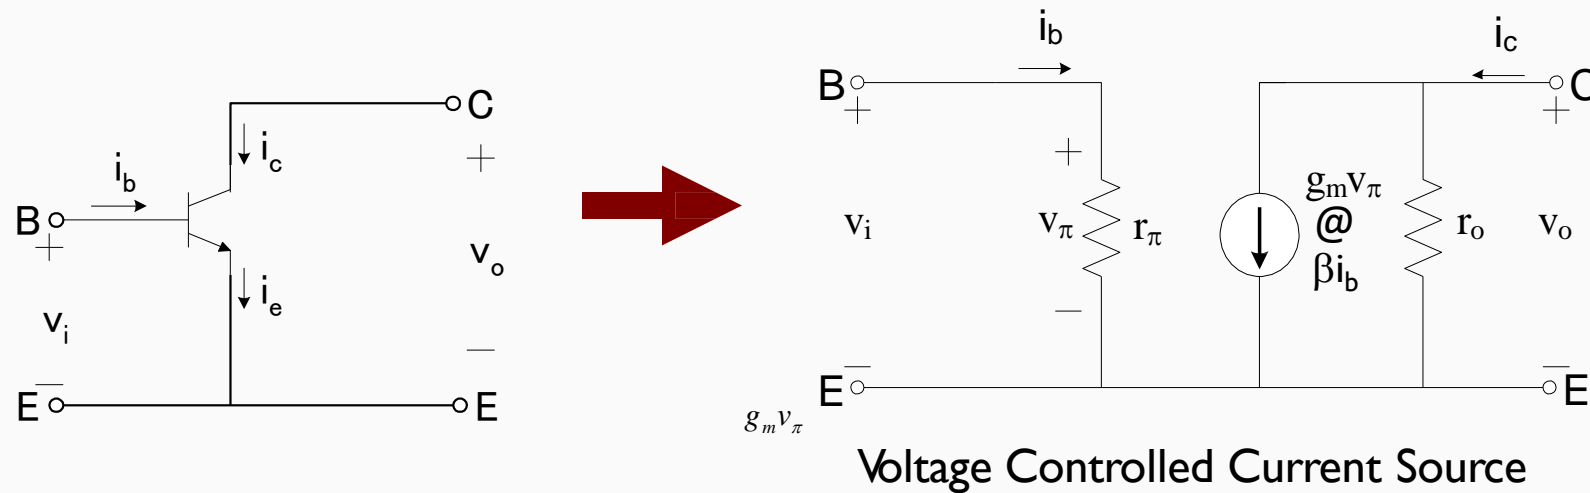 C
+
i_c
i_b
B
+
v_o
i_e
v_i
—
—
E
E
i_b
i_c
B
C
+
+
+
g_m v_π
@
βi_b
v_i
v_π
r_π
r_o
v_o
—
—
—
E
E
g_m v_π
Voltage Controlled Current Source